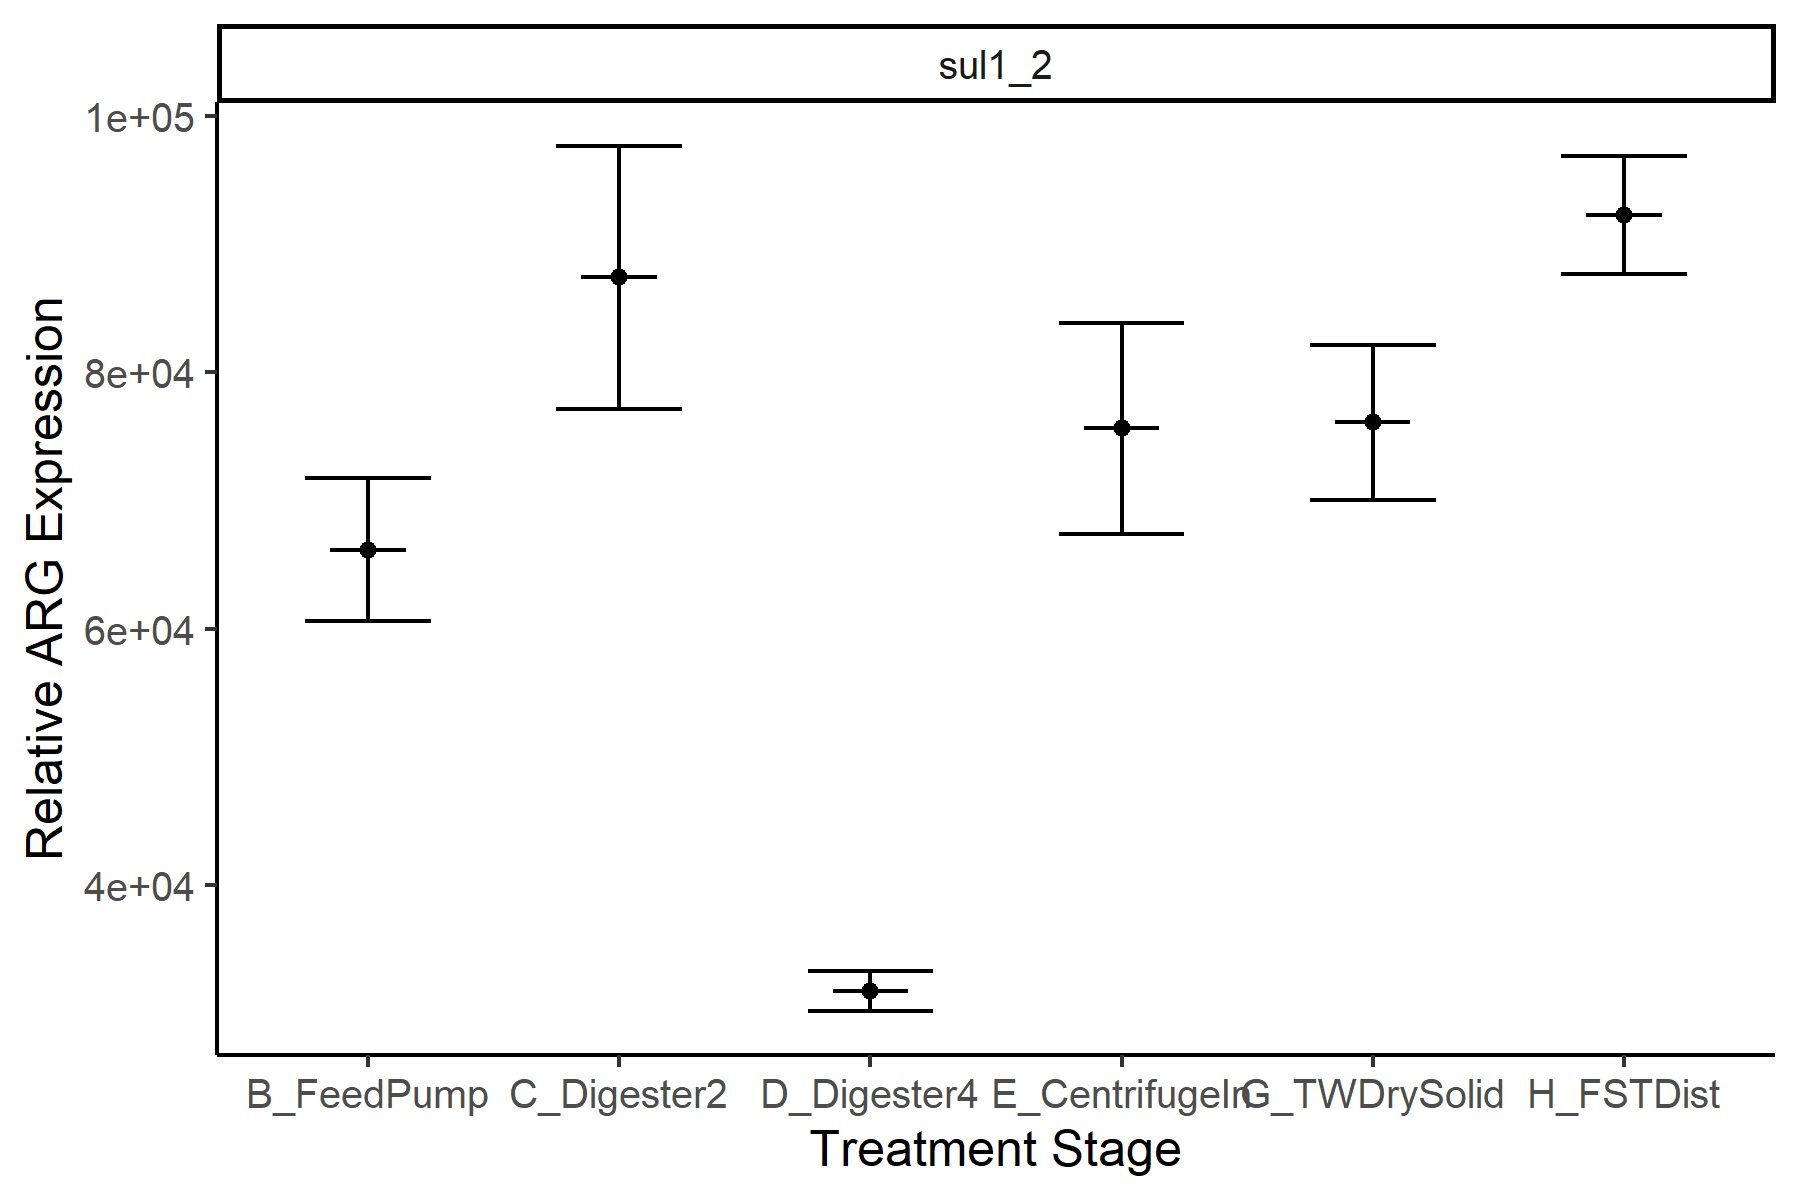 sul1_2
Relative ARG Expression
1e+05
8e+04
6e+04
4e+04
B_FeedPump C_Digester2 D_Digester4 E_CentrifugeIn G_TWDrySolid H_FSTDist
Treatment Stage